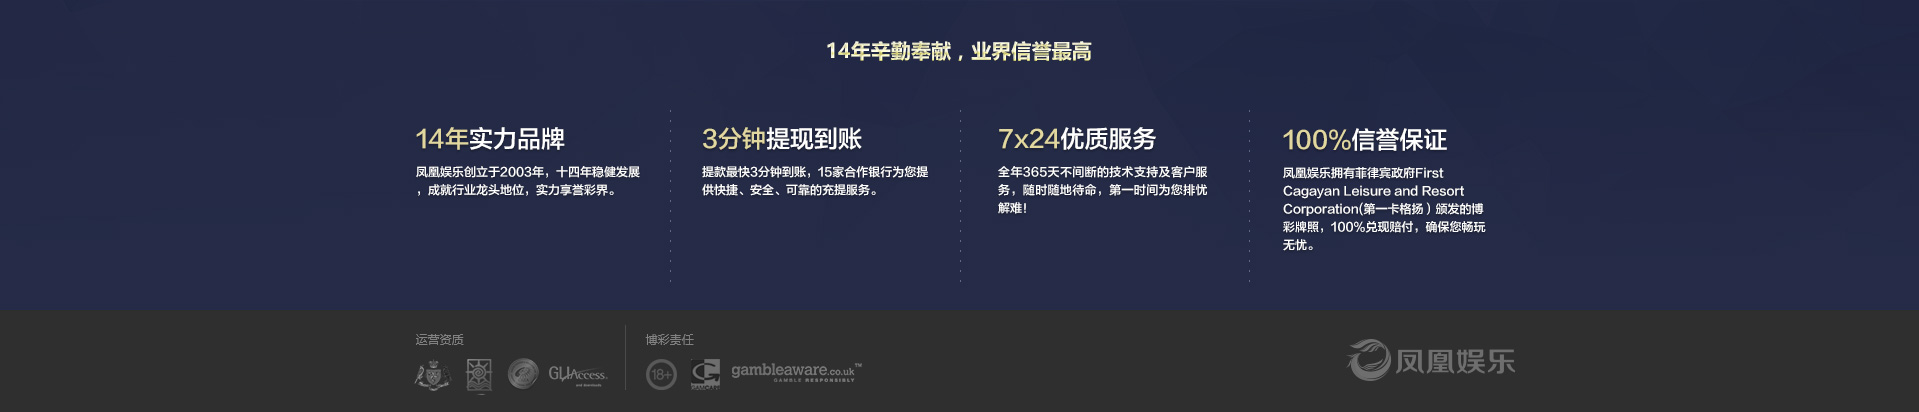 14年辛勤奉献，业界信誉最高
14年实力品牌
凤凰娱乐创立于2003年，十四年稳健发展
，成就行业龙头地位，实力享誉彩界。
3分钟提现到账
提款最快3分钟到账，15家合作银行为您提
供快捷、安全、可靠的充提服务。
7x24优质服务
全年365天不间断的技术支持及客户服
务，随时随地待命，第一时间为您排忧
解难！
100%信誉保证
凤凰娱乐拥有菲律宾政府First
Cagayan Leisure and Resort
Corporation(第一卡格扬）颁发的博
彩牌照，100%兑现赔付，确保您畅玩
无忧。
运营资质
博彩责任
GLIAccess
18+
G
gambleaware.co.uk™
GAMBLE RESPONSIBLY
凤凰娱乐